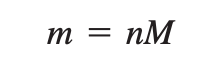 m = nM